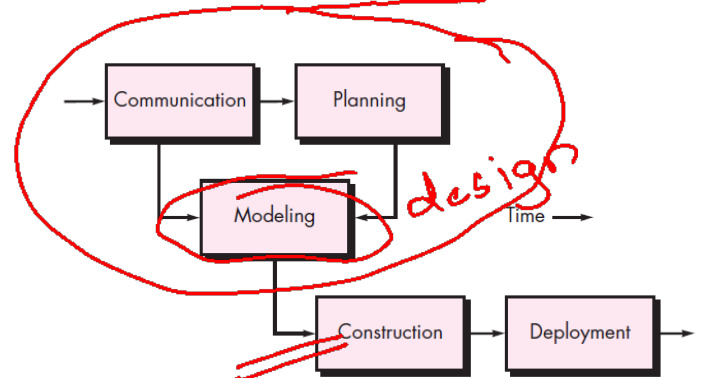 Communication
Planning
Modeling
design
Time
Construction
Deployment